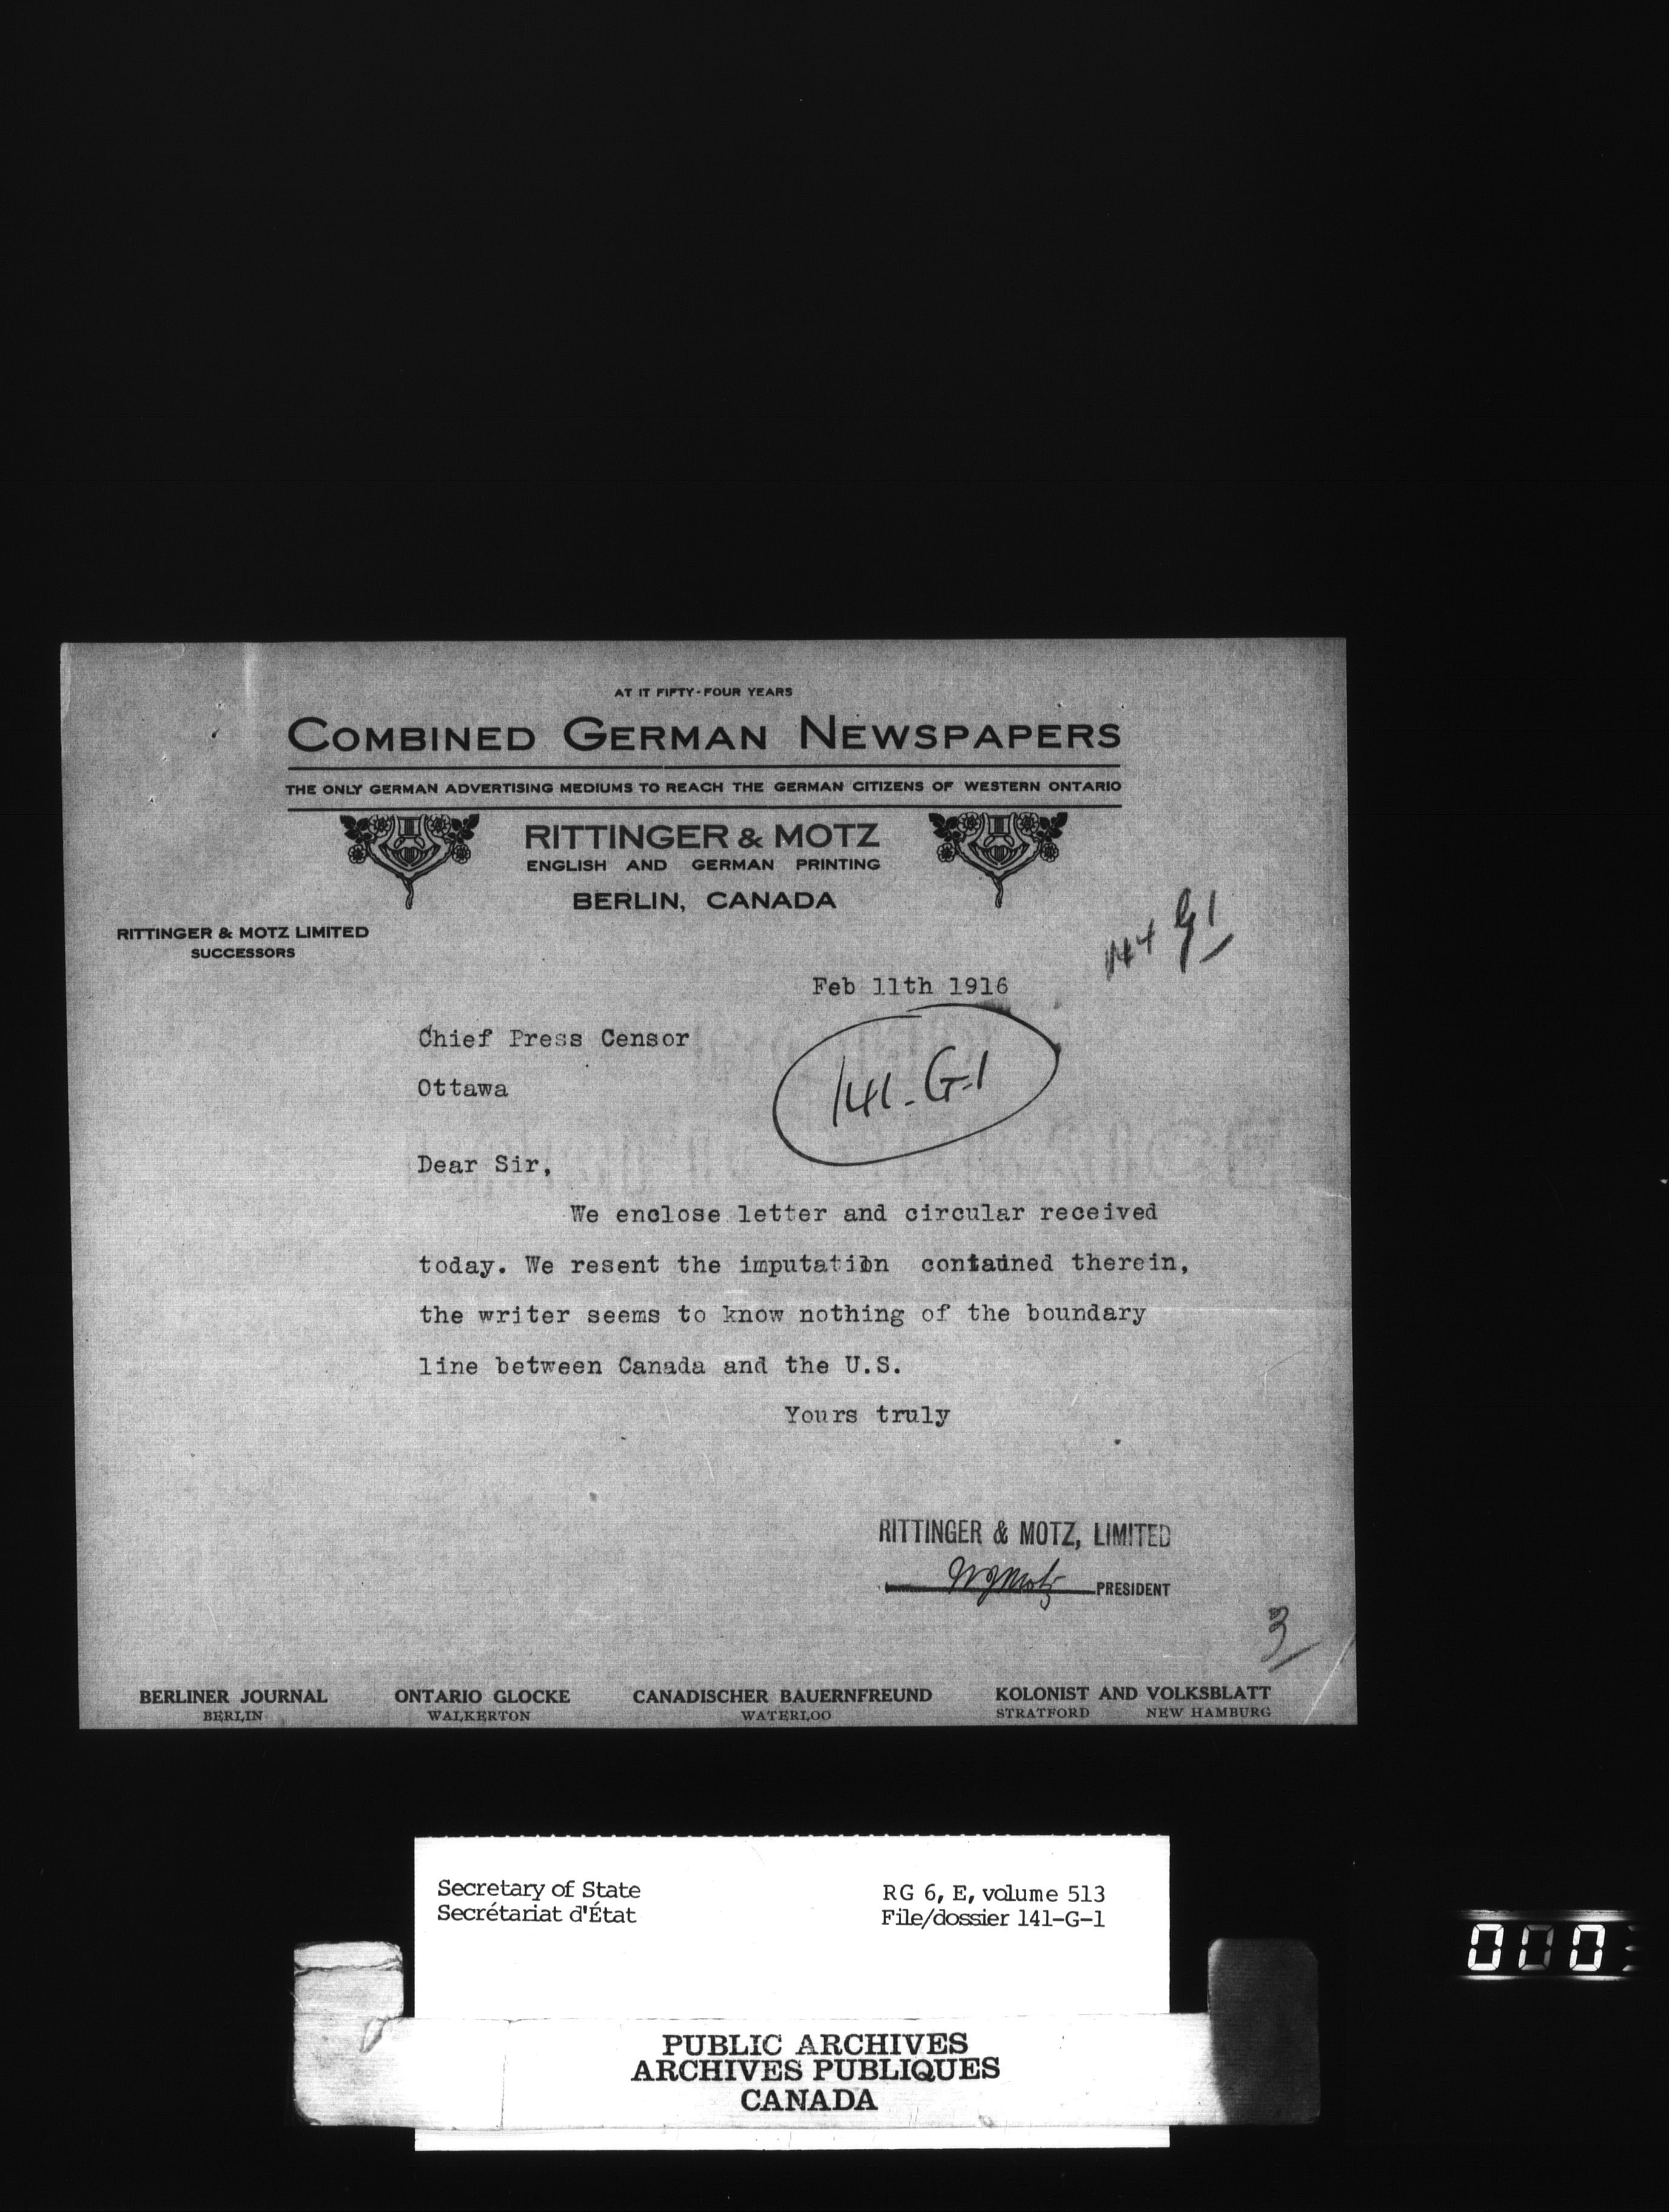 AT IT FIFTY-FOUR YEARS
COMBINED GERMAN NEWSPAPERS
THE ONLY GERMAN ADVERTISING MEDIUMS TO REACH THE GERMAN CITIZENS OF WESTERN ONTARIO
RITTINGER & MOTZ
ENGLISH AND GERMAN PRINTING
BERLIN, CANADA
RITTINGER & MOTZ LIMITED
SUCCESSORS
G1
Feb 11th 1916
Chief Press Censor
141-G-1
Ottawa
Dear Sir,
We enclose letter and circular received
today. We resent the imputation contained therein,
the writer seems to know nothing of the boundary
line between Canada and the U.S.
Yours truly
RITTINGER & MOTZ, LIMITED
WJMotz PRESIDENT
3
BERLINER JOURNAL ONTARIO GLOCKE CANADISCHER BAUERNFREUND KOLONIST AND VOLKSBLATT
BERLIN WALKERTON WATERLOO STRATFORD NEW HAMBURG
Secretary of State RG 6, E, volume 513
Secrétariat d'État File/dossier 141-G-1
PUBLIC ARCHIVES
ARCHIVES PUBLIQUES
CANADA
000